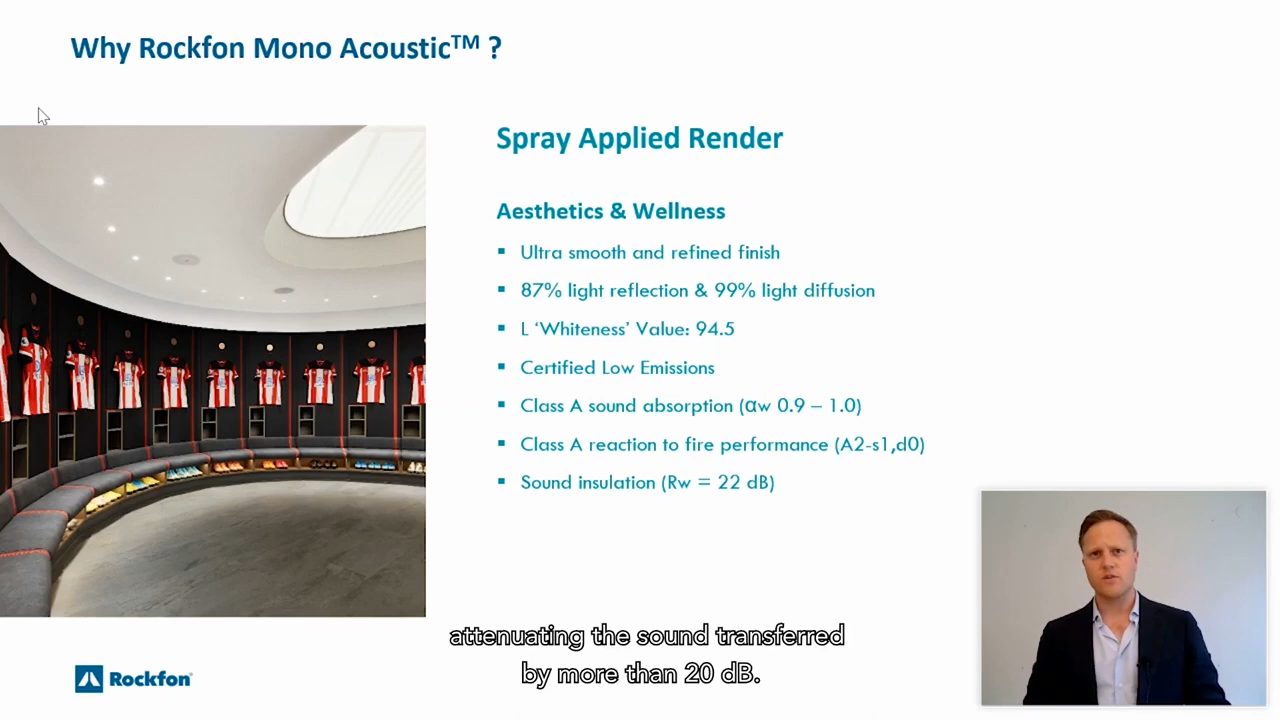 Why Rockfon Mono Acoustic™ ?
Spray Applied Render
Aesthetics & Wellness
▪ Ultra smooth and refined finish
▪ 87% light reflection & 99% light diffusion
▪ L ‘Whiteness’ Value: 94.5
▪ Certified Low Emissions
▪ Class A sound absorption (αw 0.9 – 1.0)
▪ Class A reaction to fire performance (A2-s1,d0)
▪ Sound insulation (Rw = 22 dB)
attenuating the sound transferred
by more than 20 dB.
Rockfon®